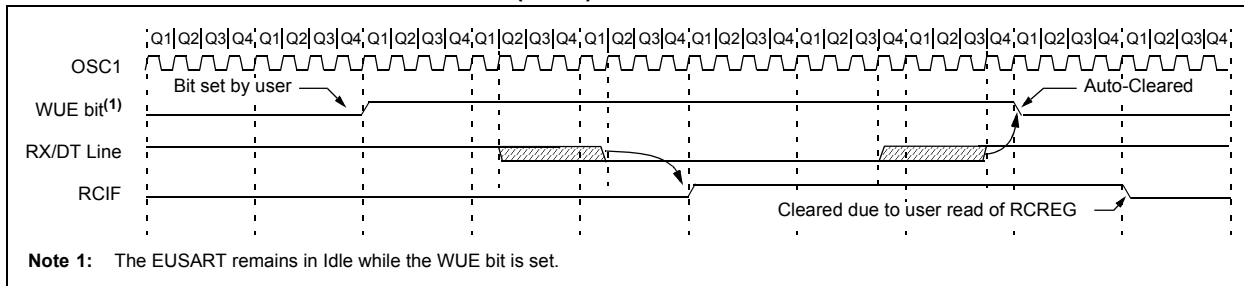 Q1 Q2 Q3 Q4 Q1 Q2 Q3 Q4 Q1 Q2 Q3 Q4 Q1 Q2 Q3 Q4 Q1 Q2 Q3 Q4 Q1 Q2 Q3 Q4 Q1 Q2 Q3 Q4 Q1 Q2 Q3 Q4 Q1 Q2 Q3 Q4 Q1 Q2 Q3 Q4
OSC1
Bit set by user
Auto-Cleared
WUE bit(1)
RX/DT Line
RCIF
Cleared due to user read of RCREG
Note 1: The EUSART remains in Idle while the WUE bit is set.